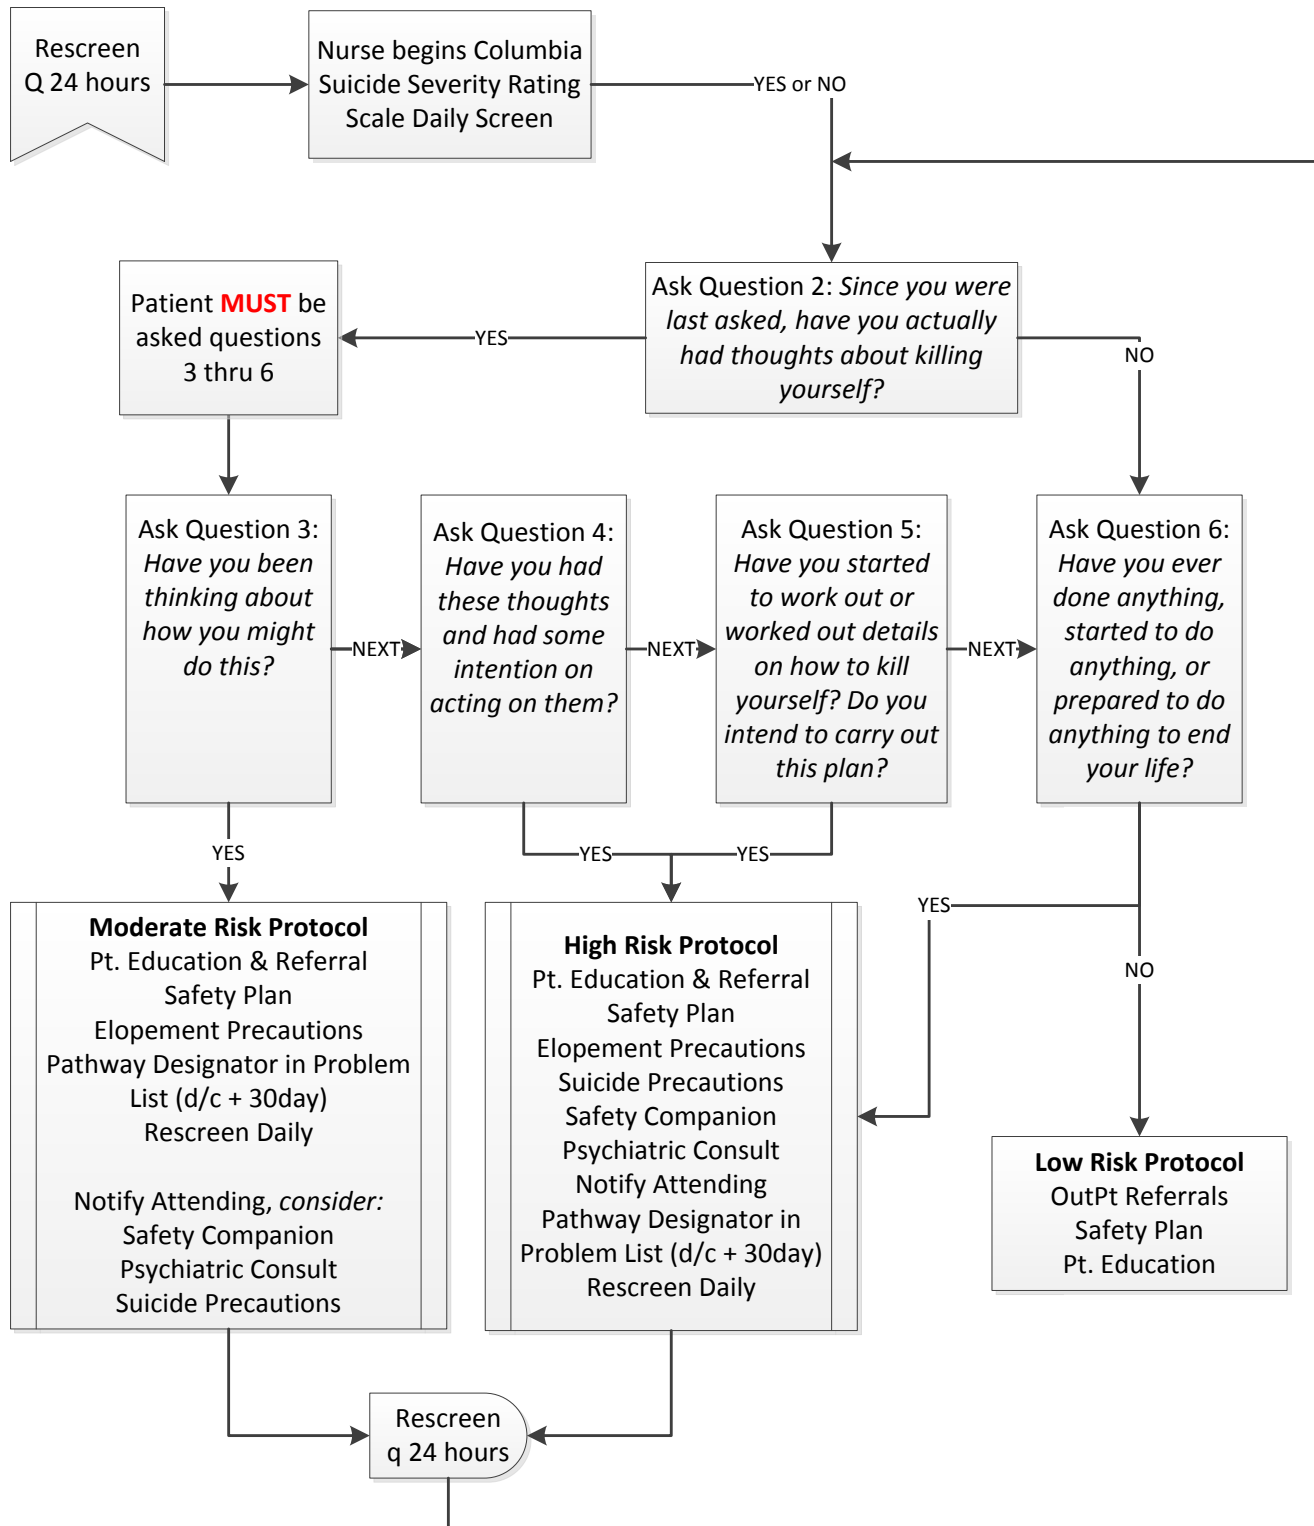 Rescreen
Q 24 hours
Nurse begins Columbia
Suicide Severity Rating
Scale Daily Screen
YES or NO
Ask Question 2: Since you were
last asked, have you actually
had thoughts about killing
yourself?
YES
NO
Patient MUST be
asked questions
3 thru 6
Ask Question 3:
Have you been
thinking about
how you might
do this?
NEXT
Ask Question 4:
Have you had
these thoughts
and had some
intention on
acting on them?
NEXT
Ask Question 5:
Have you started
to work out or
worked out details
on how to kill
yourself? Do you
intend to carry out
this plan?
NEXT
Ask Question 6:
Have you ever
done anything,
started to do
anything, or
prepared to do
anything to end
your life?
YES
YES
YES
YES
NO
Moderate Risk Protocol
Pt. Education & Referral
Safety Plan
Elopement Precautions
Pathway Designator in Problem
List (d/c + 30day)
Rescreen Daily
Notify Attending, consider:
Safety Companion
Psychiatric Consult
Suicide Precautions
High Risk Protocol
Pt. Education & Referral
Safety Plan
Elopement Precautions
Suicide Precautions
Safety Companion
Psychiatric Consult
Notify Attending
Pathway Designator in
Problem List (d/c + 30day)
Rescreen Daily
Low Risk Protocol
OutPt Referrals
Safety Plan
Pt. Education
Rescreen
q 24 hours